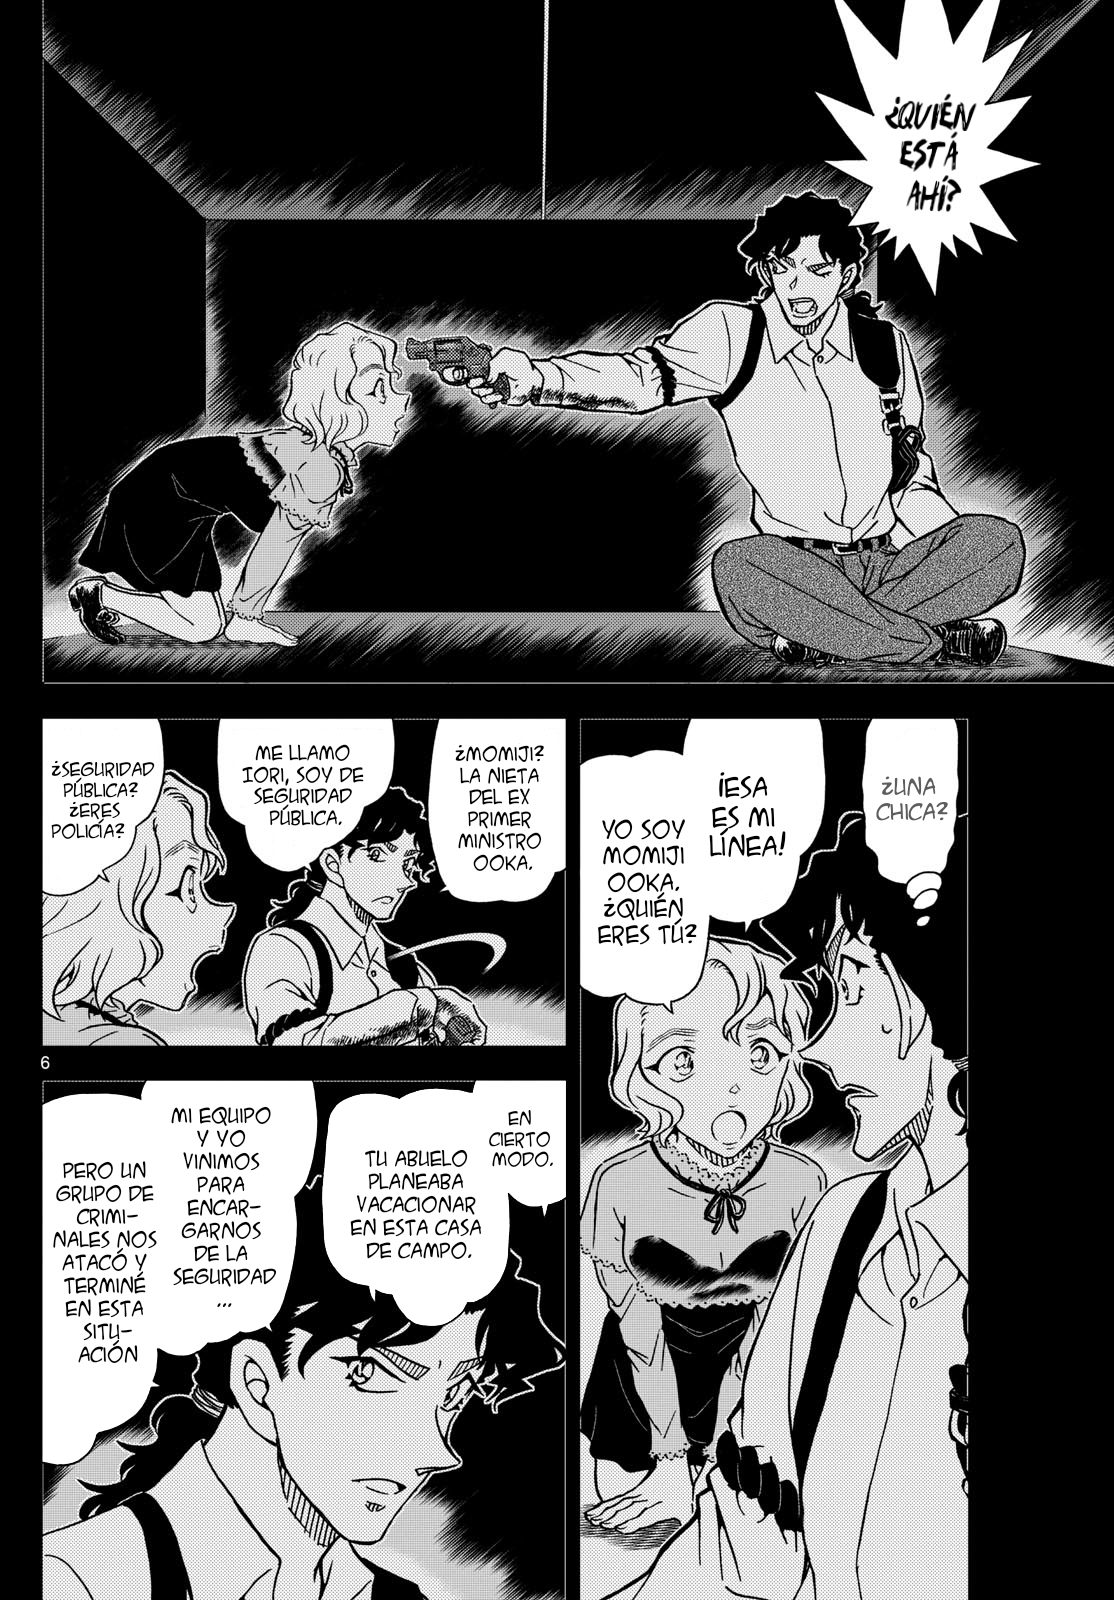 ¿QUIÉN
ESTÁ
AHÍ?
¿UNA
CHICA?
¡ESA
ES MI
LÍNEA!
YO SOY
MOMIJI
OOKA.
¿QUIÉN
ERES TÚ?
¿MOMIJI?
LA NIETA
DEL EX
PRIMER
MINISTRO
OOKA.
ME LLAMO
IORI, SOY DE
SEGURIDAD
PÚBLICA.
¿SEGURIDAD
PÚBLICA?
¿ERES
POLICÍA?
6
EN
CIERTO
MODO.
TU ABUELO
PLANEABA
VACACIONAR
EN ESTA CASA
DE CAMPO.
MI EQUIPO
Y YO
VINIMOS
PARA
ENCAR-
GARNOS
DE LA
SEGURIDAD
...
PERO UN
GRUPO DE
CRIMI-
NALES NOS
ATACÓ Y
TERMINÉ
EN ESTA
SITU-
ACIÓN